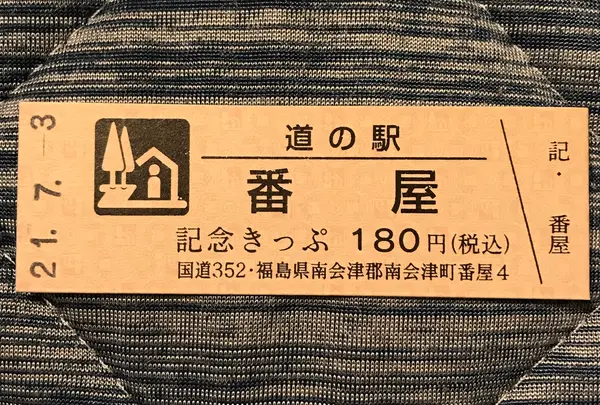 21.7.-3
道の駅
番屋
記念きっぷ 180円(税込)
国道352・福島県南会津郡南会津町番屋4
記・番屋